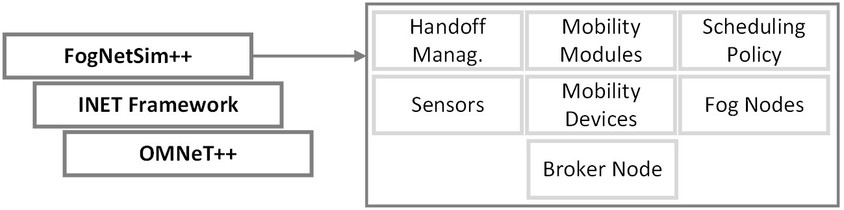 FogNetSim++
INET Framework
OMNeT++
Handoff
Manag.
Mobility
Modules
Scheduling
Policy
Sensors
Mobility
Devices
Fog Nodes
Broker Node